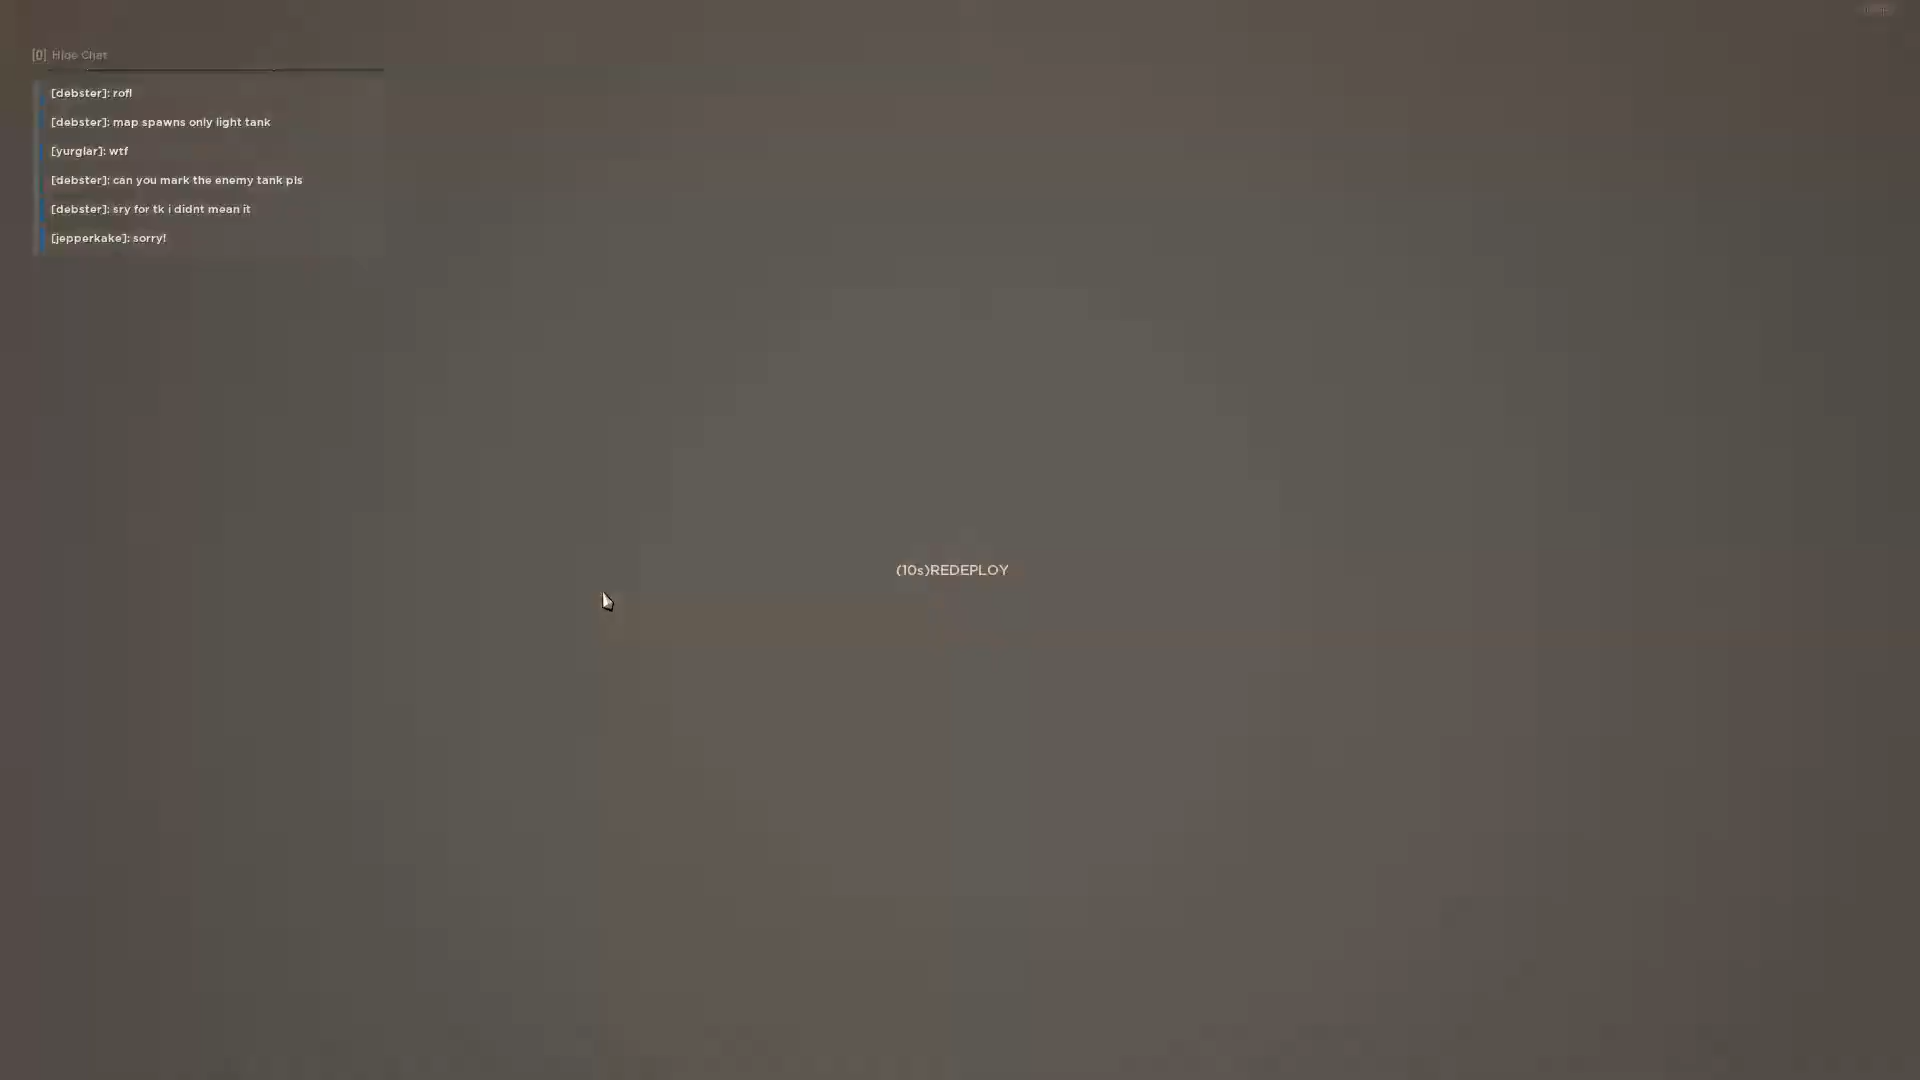 [0] Hide Chat
[debster]: rofl
[debster]: map spawns only light tank
[yurglar]: wtf
[debster]: can you mark the enemy tank pls
[debster]: sry for tk i didnt mean it
[jepperkake]: sorry!
(10s)REDEPLOY